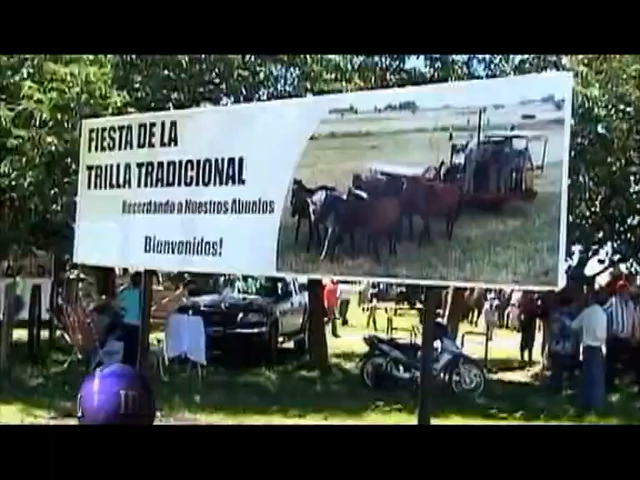 FIESTA DE LA
TRILLA TRADICIONAL
Recordando a Nuestros Abuelos
Bienvenidos!